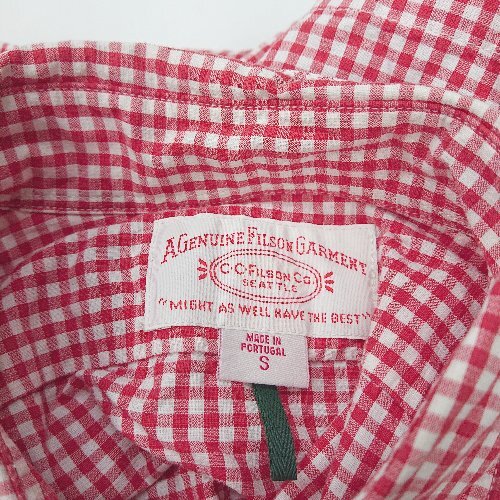 A GENUINE FILSON GARMENT
C·C·FILSON CO
SEATTLE
"MIGHT AS WELL HAVE THE BEST"
MADE IN
PORTUGAL
S